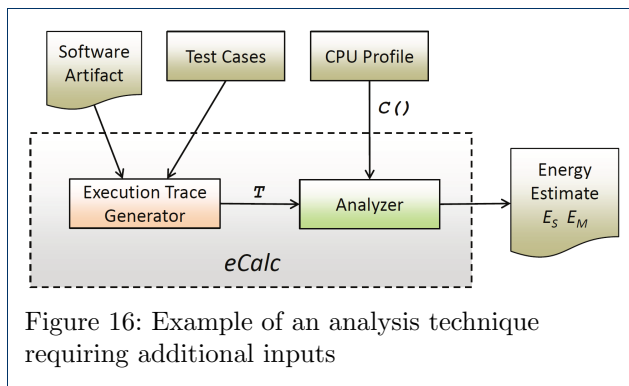 Software
Artifact
Test Cases
CPU Profile
C()
Execution Trace
Generator
T
Analyzer
Energy
Estimate
E_S E_M
eCalc
Figure 16: Example of an analysis technique
requiring additional inputs